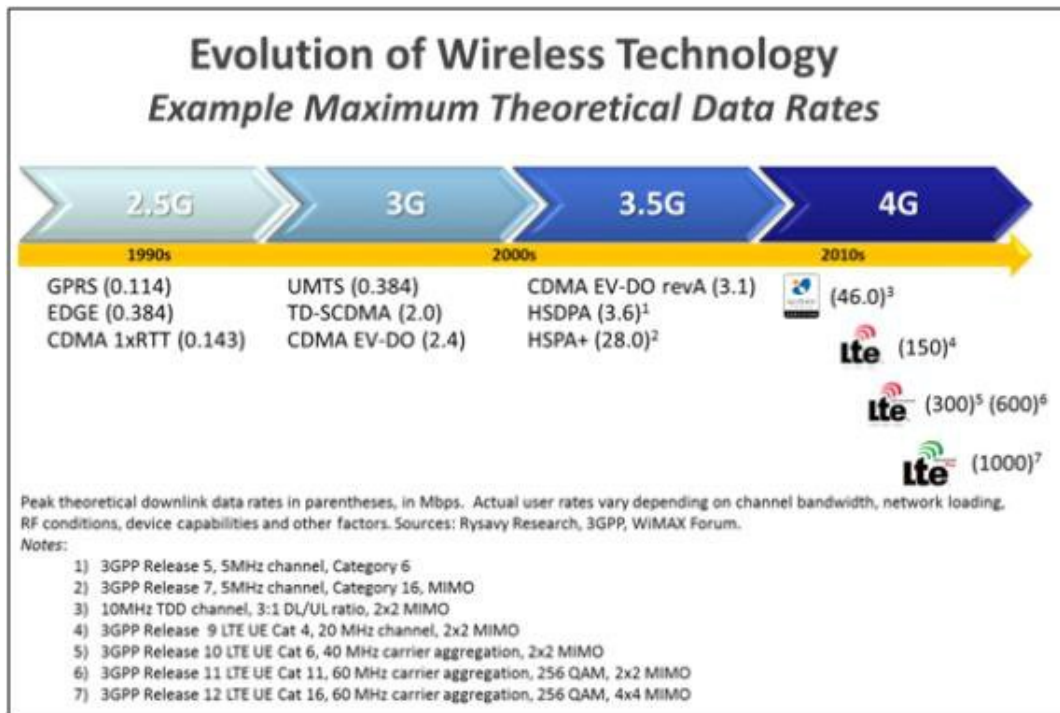 Evolution of Wireless Technology
Example Maximum Theoretical Data Rates
2.5G
3G
3.5G
4G
1990s
2000s
2010s
GPRS (0.114)
EDGE (0.384)
CDMA 1xRTT (0.143)
UMTS (0.384)
TD-SCDMA (2.0)
CDMA EV-DO (2.4)
CDMA EV-DO revA (3.1)
HSDPA (3.6)¹
HSPA+ (28.0)²
(46.0)³
Lte (150)⁴
Lte (300)⁵ (600)⁶
Lte (1000)⁷
Peak theoretical downlink data rates in parentheses, in Mbps. Actual user rates vary depending on channel bandwidth, network loading,
RF conditions, device capabilities and other factors. Sources: Rysavy Research, 3GPP, WiMAX Forum.
Notes:
1) 3GPP Release 5, 5MHz channel, Category 6
2) 3GPP Release 7, 5MHz channel, Category 16, MIMO
3) 10MHz TDD channel, 3:1 DL/UL ratio, 2x2 MIMO
4) 3GPP Release 9 LTE UE Cat 4, 20 MHz channel, 2x2 MIMO
5) 3GPP Release 10 LTE UE Cat 6, 40 MHz carrier aggregation, 2x2 MIMO
6) 3GPP Release 11 LTE UE Cat 11, 60 MHz carrier aggregation, 256 QAM, 2x2 MIMO
7) 3GPP Release 12 LTE UE Cat 16, 60 MHz carrier aggregation, 256 QAM, 4x4 MIMO